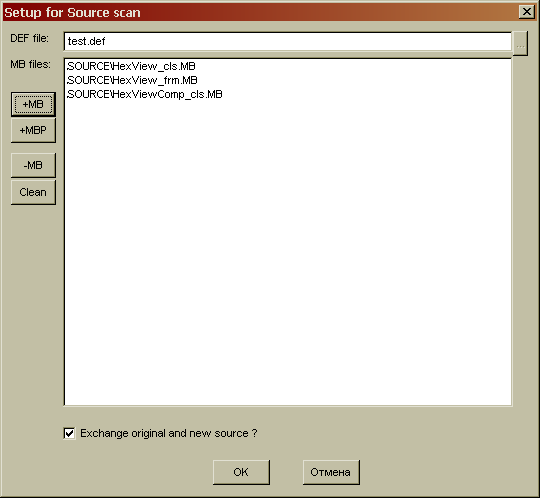 Setup for Source scan
DEF file:
test.def
...
MB files:
.\SOURCE\HexView_cls.MB
.\SOURCE\HexView_frm.MB
.\SOURCE\HexViewComp_cls.MB
+MB
+MBP
-MB
Clean
Exchange original and new source ?
OK
Отмена